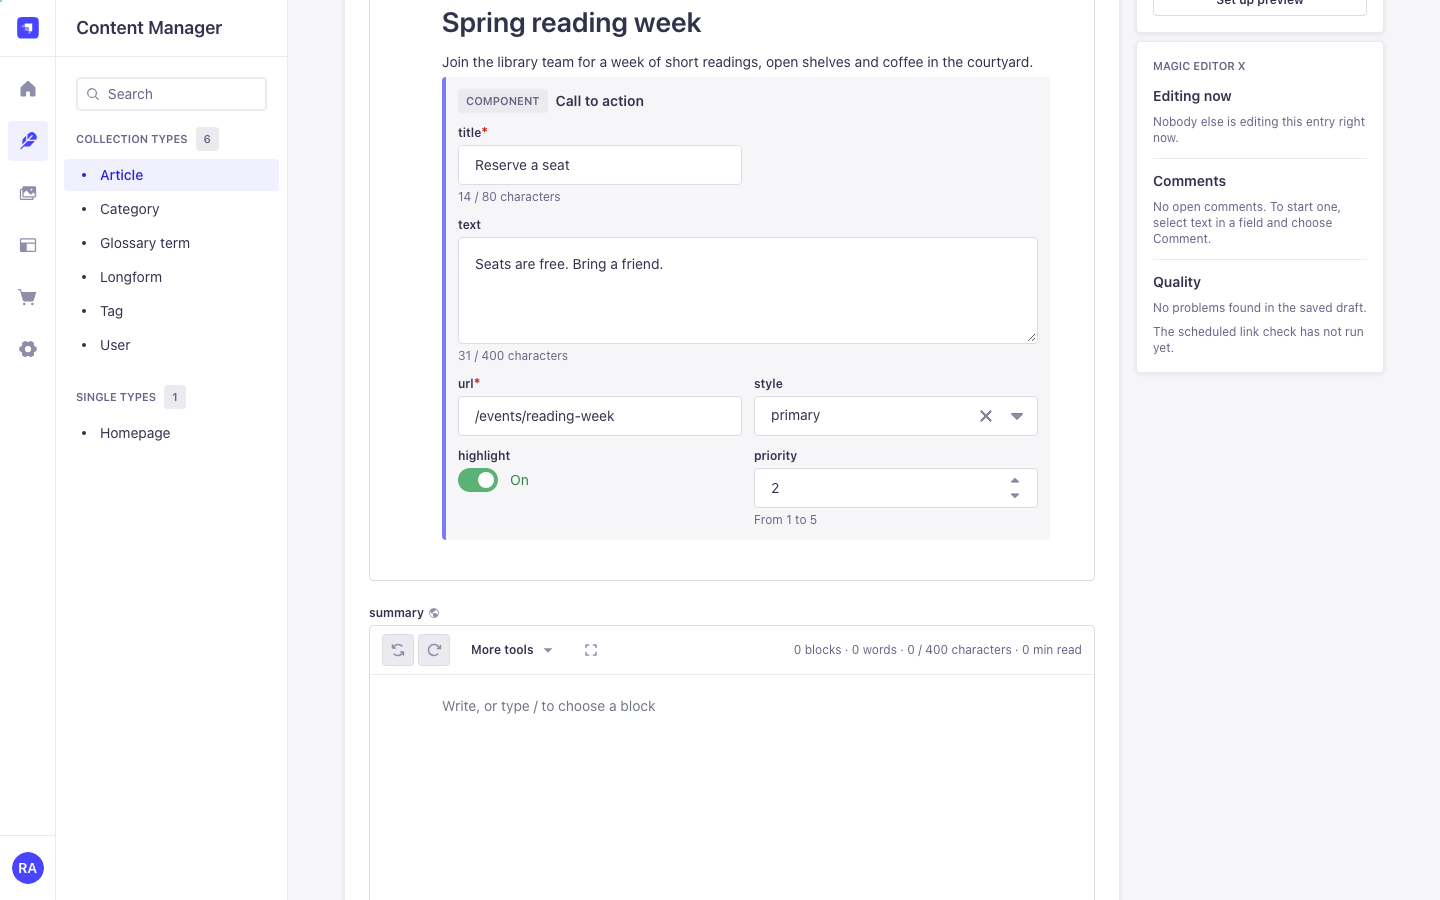 Content Manager
Search
COLLECTION TYPES 6
Article
Category
Glossary term
Longform
Tag
User
SINGLE TYPES 1
Homepage
RA
Spring reading week
Join the library team for a week of short readings, open shelves and coffee in the courtyard.
COMPONENT Call to action
title*
Reserve a seat
14 / 80 characters
text
Seats are free. Bring a friend.
31 / 400 characters
url* style
/events/reading-week primary
highlight priority
On 2
From 1 to 5
summary
More tools 0 blocks · 0 words · 0 / 400 characters · 0 min read
Write, or type / to choose a block
Set up preview
MAGIC EDITOR X
Editing now
Nobody else is editing this entry right
now.
Comments
No open comments. To start one,
select text in a field and choose
Comment.
Quality
No problems found in the saved draft.
The scheduled link check has not run
yet.